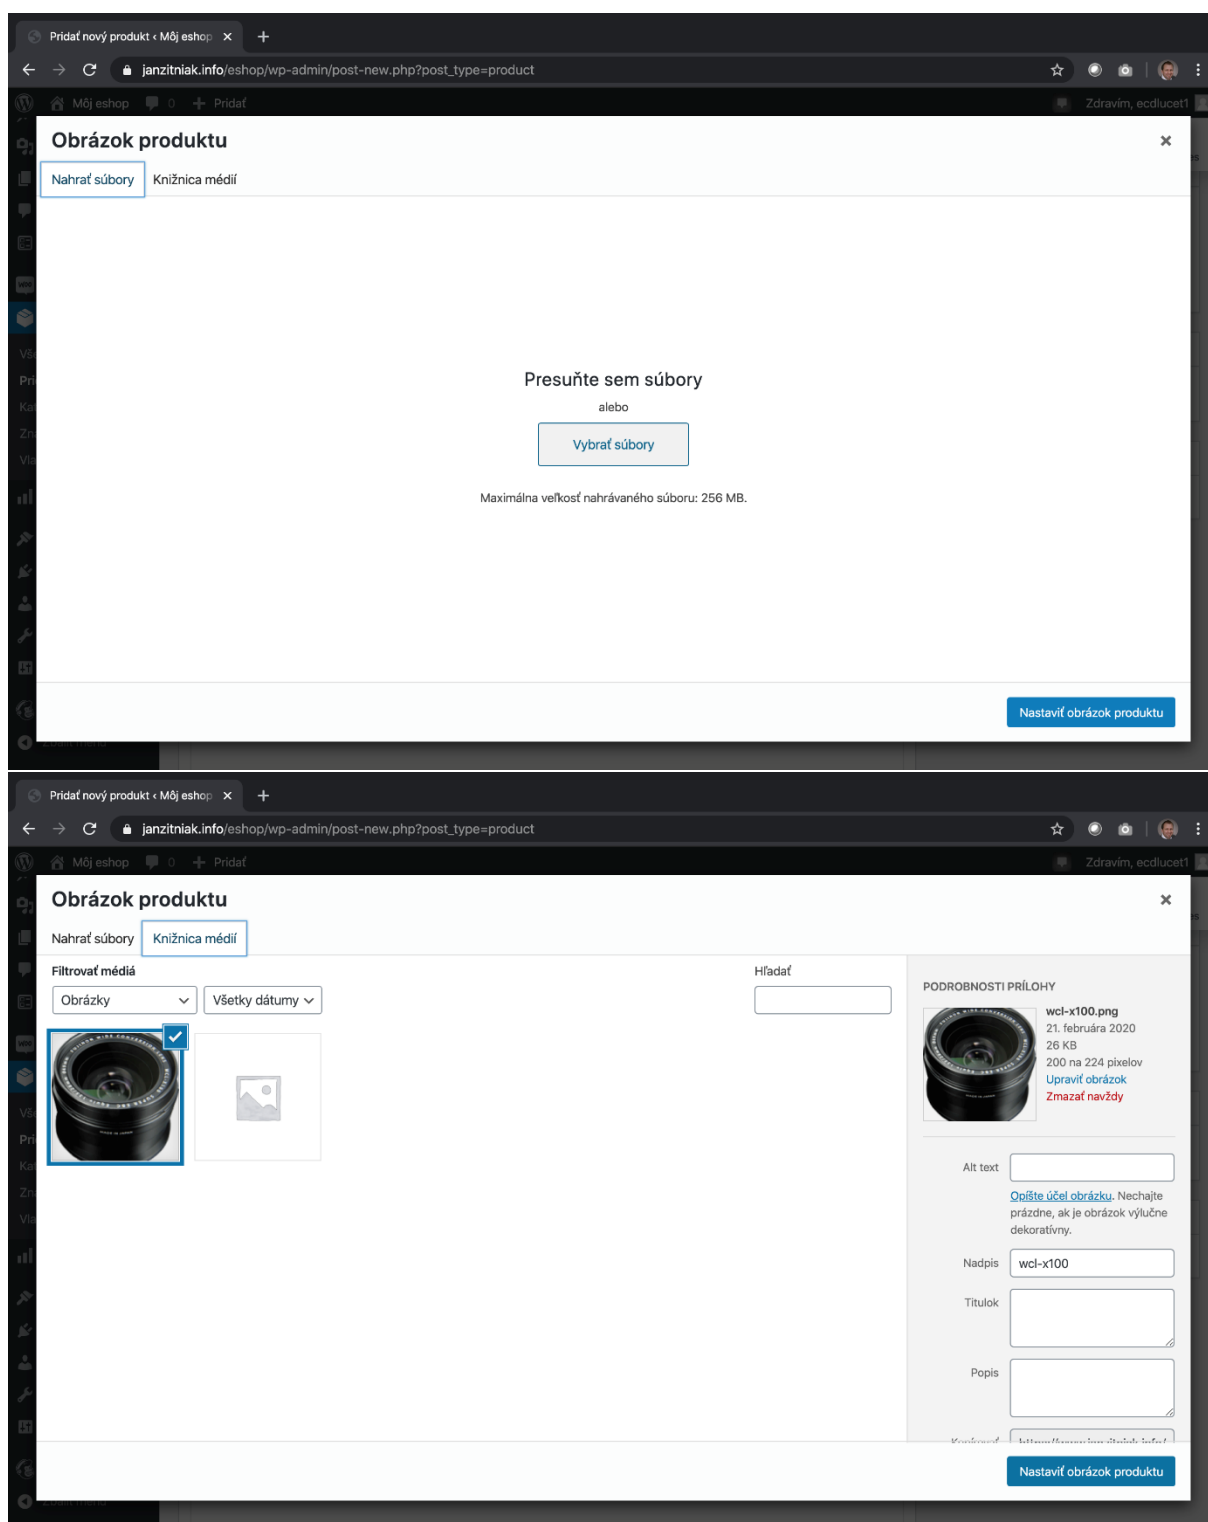 Pridať nový produkt ‹ Môj eshop
janzitniak.info/eshop/wp-admin/post-new.php?post_type=product
Môj eshop 0 Pridať Zdravím, ecdlucet1
Obrázok produktu
Nahrať súbory Knižnica médií
Presuňte sem súbory
alebo
Vybrať súbory
Maximálna veľkosť nahrávaného súboru: 256 MB.
Nastaviť obrázok produktu
Pridať nový produkt ‹ Môj eshop
janzitniak.info/eshop/wp-admin/post-new.php?post_type=product
Môj eshop 0 Pridať Zdravím, ecdlucet1
Obrázok produktu
Nahrať súbory Knižnica médií
Filtrovať médiá
Hľadať
Obrázky
Všetky dátumy
PODROBNOSTI PRÍLOHY
wcl-x100.png
21. februára 2020
26 KB
200 na 224 pixelov
Upraviť obrázok
Zmazať navždy
Alt text
Opíšte účel obrázku. Nechajte
prázdne, ak je obrázok výlučne
dekoratívny.
Nadpis wcl-x100
Titulok
Popis
Nastaviť obrázok produktu